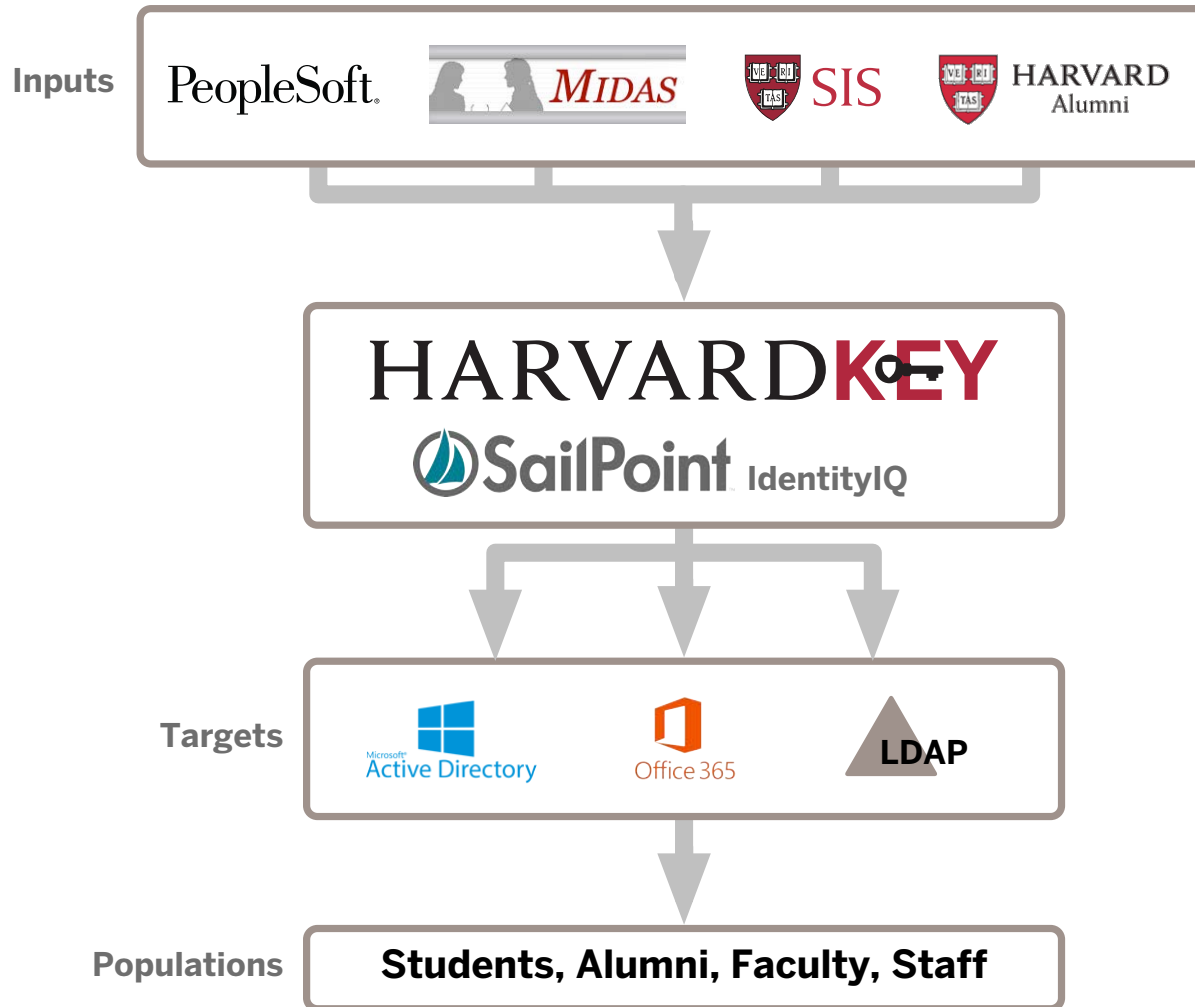 Inputs
PeopleSoft.
MIDAS
VE RI
TAS
SIS
VE RI
TAS
HARVARD
Alumni
HARVARDKEY
SailPoint IdentityIQ
Targets
Microsoft®
Active Directory
Office 365
LDAP
Populations
Students, Alumni, Faculty, Staff